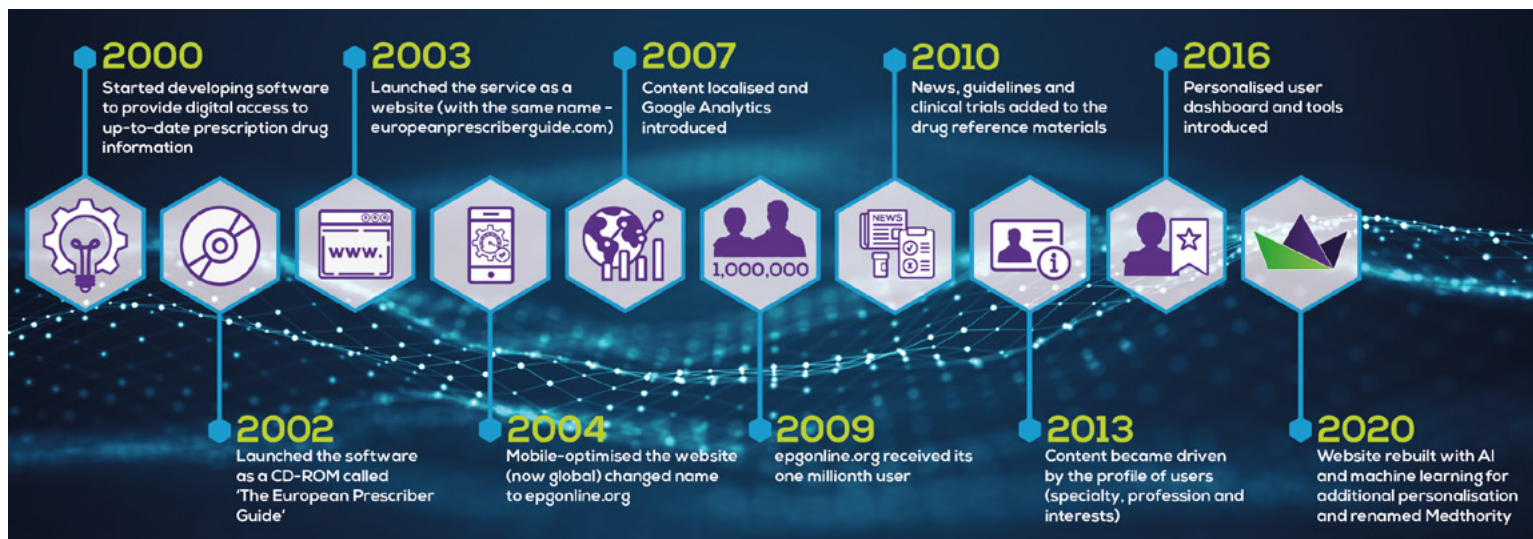 2000
Started developing software
to provide digital access to
up-to-date prescription drug
information
2003
Launched the service as a
website (with the same name –
europeanprescriberguide.com)
2007
Content localised and
Google Analytics
introduced
2010
News, guidelines and
clinical trials added to the
drug reference materials
2016
Personalised user
dashboard and tools
introduced
www.
1,000,000
NEWS
2002
Launched the software
as a CD-ROM called
‘The European Prescriber
Guide’
2004
Mobile-optimised the website
(now global) changed name
to epgonline.org
2009
epgonline.org received its
one millionth user
2013
Content became driven
by the profile of users
(specialty, profession and
interests)
2020
Website rebuilt with AI
and machine learning for
additional personalisation
and renamed Medthority